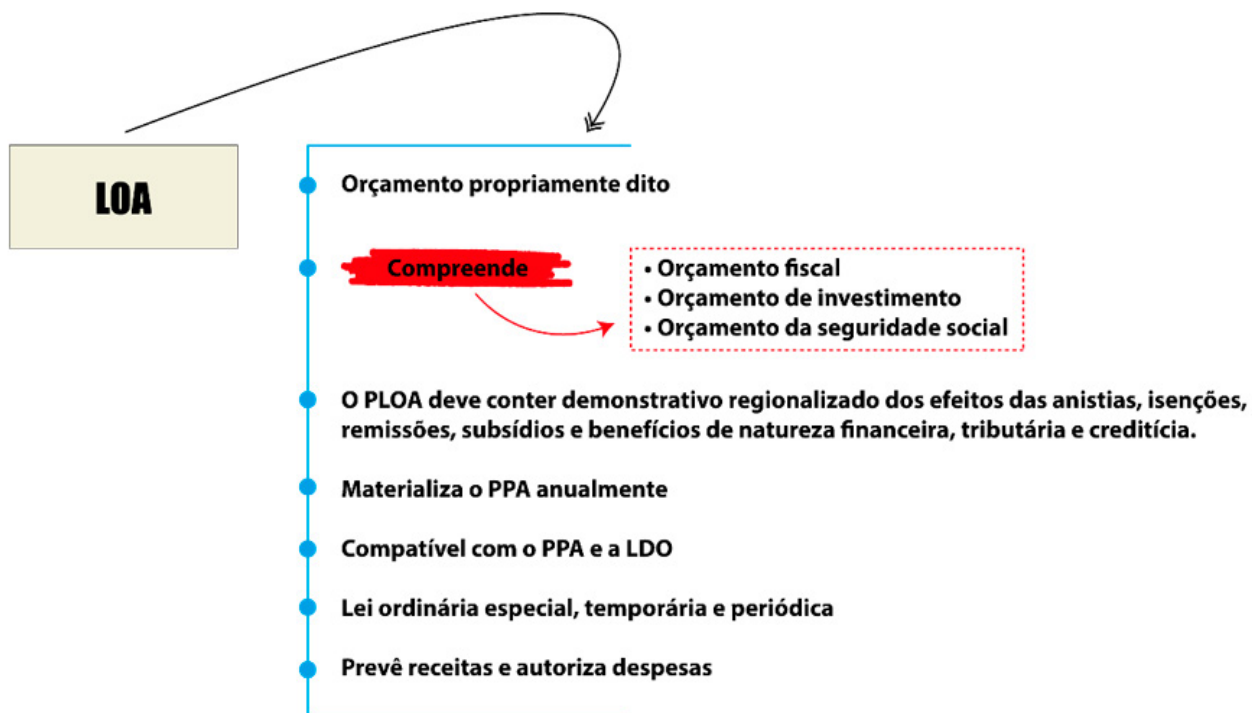 LOA
Orçamento propriamente dito
Compreende
• Orçamento fiscal
• Orçamento de investimento
• Orçamento da seguridade social
O PLOA deve conter demonstrativo regionalizado dos efeitos das anistias, isenções,
remissões, subsídios e benefícios de natureza financeira, tributária e creditícia.
Materializa o PPA anualmente
Compatível com o PPA e a LDO
Lei ordinária especial, temporária e periódica
Prevê receitas e autoriza despesas